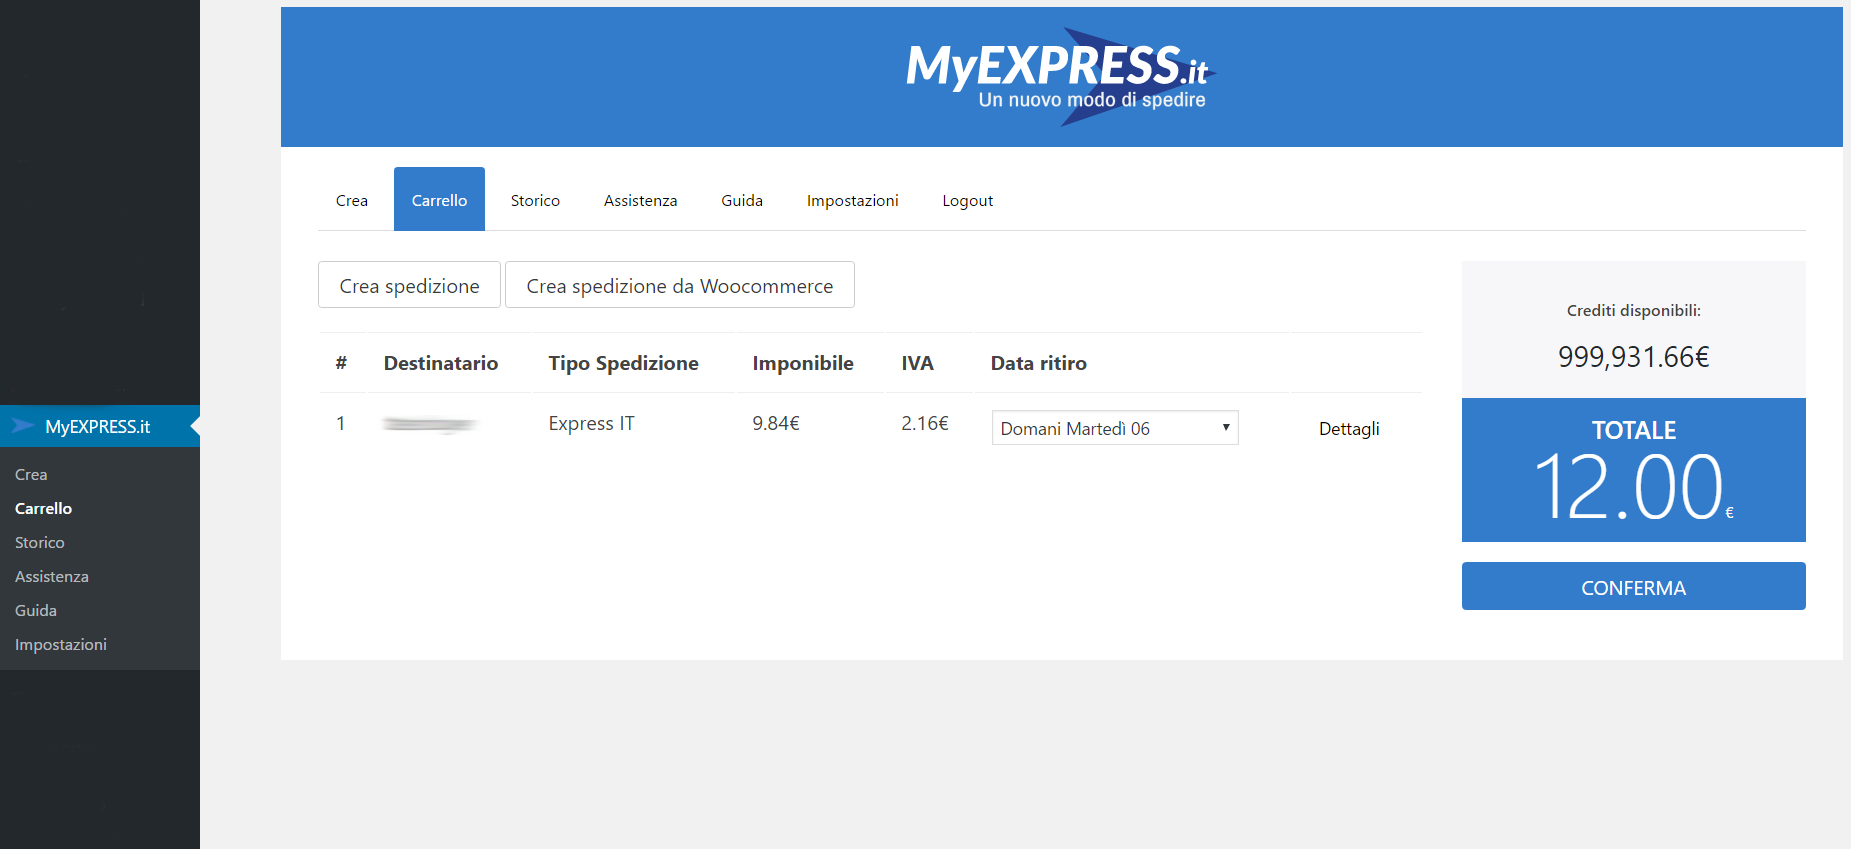 MyEXPRESS.it
Un nuovo modo di spedire
Crea Carrello Storico Assistenza Guida Impostazioni Logout
Crea spedizione Crea spedizione da Woocommerce
# Destinatario Tipo Spedizione Imponibile IVA Data ritiro
1 Express IT 9.84€ 2.16€ Domani Martedì 06 Dettagli
Crediti disponibili:
999,931.66€
TOTALE
12.00€
CONFERMA
MyEXPRESS.it
Crea
Carrello
Storico
Assistenza
Guida
Impostazioni